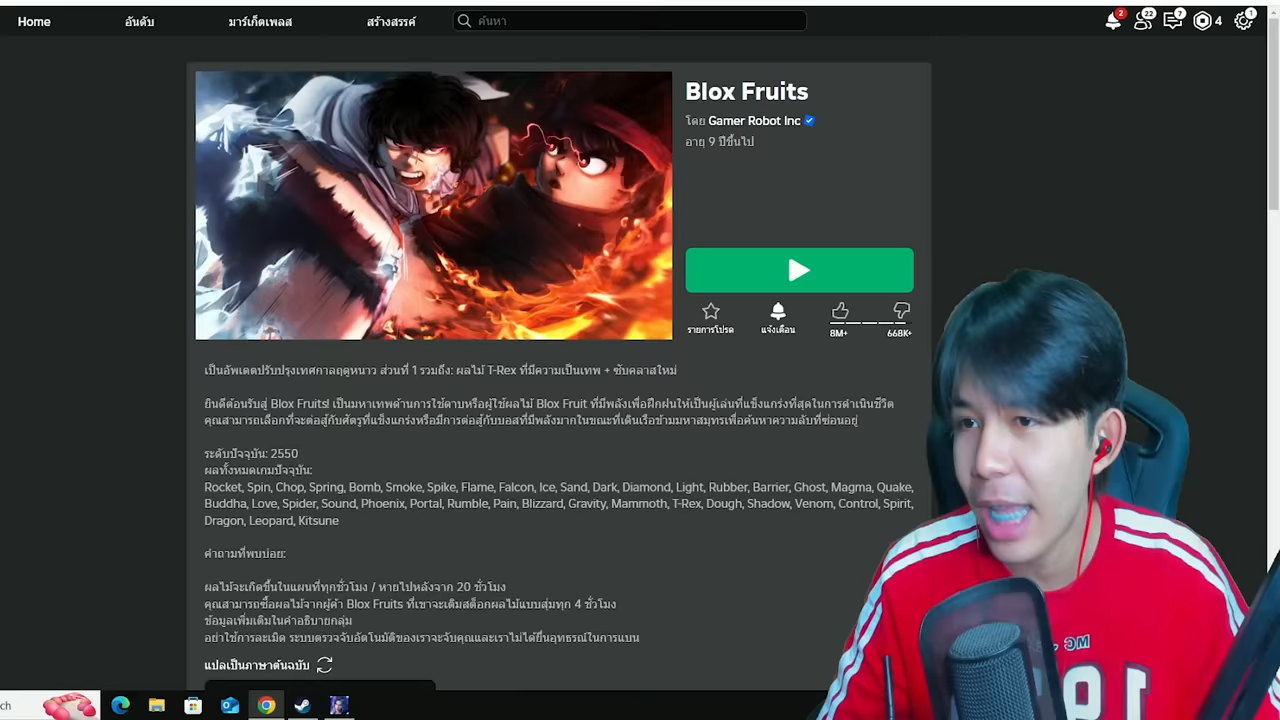 Home
อันดับ
มาร์เก็ตเพลส
สร้างสรรค์
ค้นหา
2
22
7
4
1
Blox Fruits
โดย Gamer Robot Inc
อายุ 9 ปีขึ้นไป
รายการโปรด
แจ้งเตือน
8M+
668K+
เป็นอัพเดตปรับปรุงเทศกาลฤดูหนาว ส่วนที่ 1 รวมถึง: ผลไม้ T-Rex ที่มีความเป็นเทพ + ซับคลาสใหม่
ยินดีต้อนรับสู่ Blox Fruits! เป็นมหาเทพด้านการใช้ดาบหรือผู้ใช้ผลไม้ Blox Fruit ที่มีพลังเพื่อฝึกฝนให้เป็นผู้เล่นที่แข็งแกร่งที่สุดในการดำเนินชีวิต
คุณสามารถเลือกที่จะต่อสู้กับศัตรูที่แข็งแกร่งหรือมีการต่อสู้กับบอสที่มีพลังมากในขณะที่เดินเรือข้ามมหาสมุทรเพื่อค้นหาความลับที่ซ่อนอยู่
ระดับปัจจุบัน: 2550
ผลทั้งหมดเกมปัจจุบัน:
Rocket, Spin, Chop, Spring, Bomb, Smoke, Spike, Flame, Falcon, Ice, Sand, Dark, Diamond, Light, Rubber, Barrier, Ghost, Magma, Quake,
Buddha, Love, Spider, Sound, Phoenix, Portal, Rumble, Pain, Blizzard, Gravity, Mammoth, T-Rex, Dough, Shadow, Venom, Control, Spirit,
Dragon, Leopard, Kitsune
คำถามที่พบบ่อย:
ผลไม้จะเกิดขึ้นในแผนที่ทุกชั่วโมง / หายไปหลังจาก 20 ชั่วโมง
คุณสามารถซื้อผลไม้จากผู้ค้า Blox Fruits ที่เขาจะเติมสต็อกผลไม้แบบสุ่มทุก 4 ชั่วโมง
ข้อมูลเพิ่มเติมในคำอธิบายกลุ่ม
อย่าใช้การละเมิด ระบบตรวจจับอัตโนมัติของเราจะจับคุณและเราไม่ได้ยื่นอุทธรณ์ในการแบน
แปลเป็นภาษาต้นฉบับ
ch